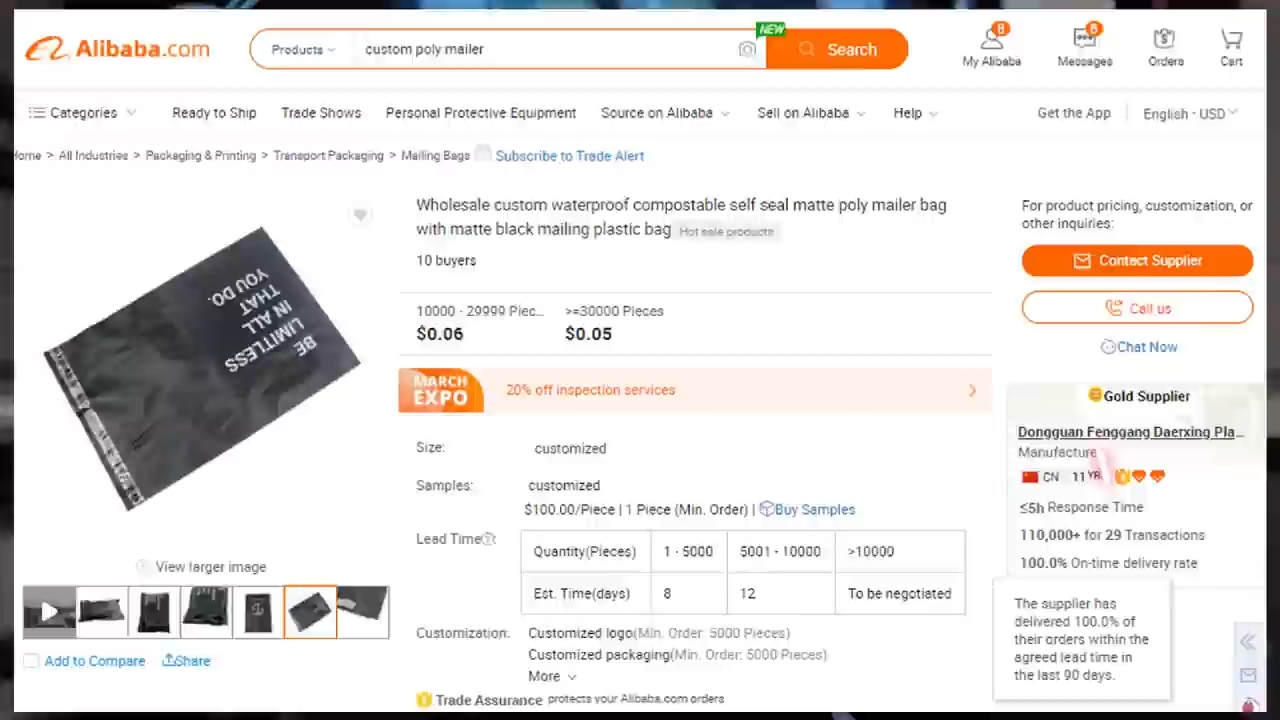 Alibaba.com
Products
custom poly mailer
NEW
Search
8
My Alibaba
6
Messages
Orders
Cart
Categories
Ready to Ship
Trade Shows
Personal Protective Equipment
Source on Alibaba
Sell on Alibaba
Help
Get the App
English - USD
Home > All Industries > Packaging & Printing > Transport Packaging > Mailing Bags
Subscribe to Trade Alert
BE
LIMITLESS
IN ALL
THAT
YOU DO.
View larger image
Add to Compare
Share
Wholesale custom waterproof compostable self seal matte poly mailer bag
with matte black mailing plastic bag Hot sale products
10 buyers
10000 - 29999 Piec... >=30000 Pieces
$0.06 $0.05
MARCH
EXPO
20% off inspection services
Size: customized
Samples: customized
$100.00/Piece | 1 Piece (Min. Order) | Buy Samples
Lead Time
Quantity(Pieces) 1 - 5000 5001 - 10000 >10000
Est. Time(days) 8 12 To be negotiated
Customization: Customized logo(Min. Order: 5000 Pieces)
Customized packaging(Min. Order: 5000 Pieces)
More
Trade Assurance protects your Alibaba.com orders
For product pricing, customization, or
other inquiries:
Contact Supplier
Call us
Chat Now
Gold Supplier
Dongguan Fenggang Daerxing Pla...
Manufacture
CN 11 YR
≤5h Response Time
110,000+ for 29 Transactions
100.0% On-time delivery rate
The supplier has
delivered 100.0% of
their orders within the
agreed lead time in
the last 90 days.